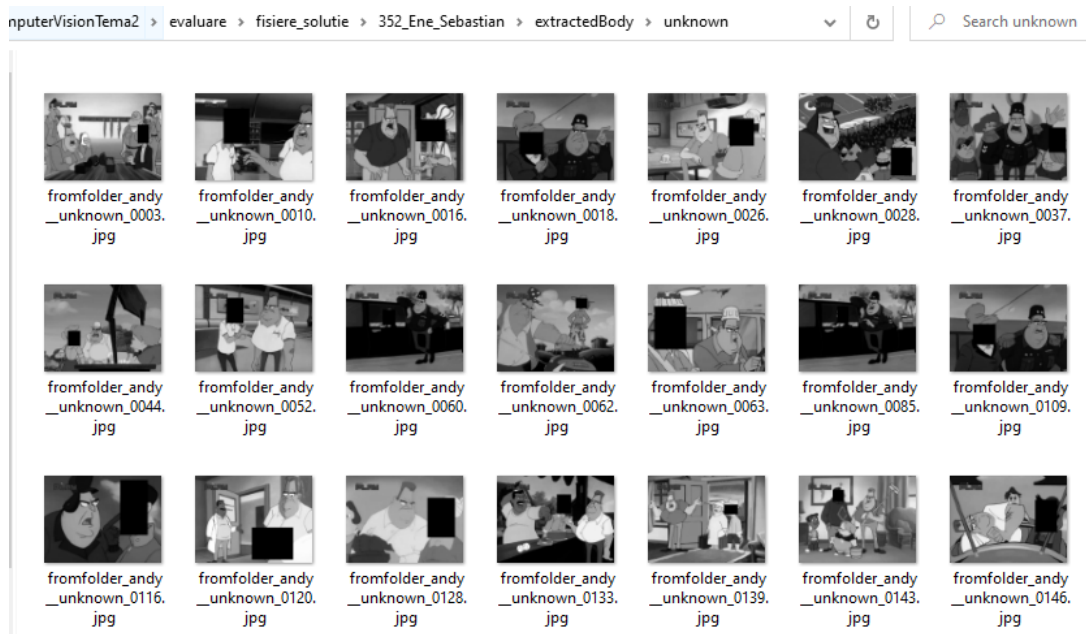 nputerVisionTema2 > evaluare > fisiere_solutie > 352_Ene_Sebastian > extractedBody > unknown
Search unknown
fromfolder_andy fromfolder_andy fromfolder_andy fromfolder_andy fromfolder_andy fromfolder_andy fromfolder_andy
__unknown_0003. __unknown_0010. __unknown_0016. __unknown_0018. __unknown_0026. __unknown_0028. __unknown_0037.
jpg jpg jpg jpg jpg jpg jpg
fromfolder_andy fromfolder_andy fromfolder_andy fromfolder_andy fromfolder_andy fromfolder_andy fromfolder_andy
__unknown_0044. __unknown_0052. __unknown_0060. __unknown_0062. __unknown_0063. __unknown_0085. __unknown_0109.
jpg jpg jpg jpg jpg jpg jpg
fromfolder_andy fromfolder_andy fromfolder_andy fromfolder_andy fromfolder_andy fromfolder_andy fromfolder_andy
__unknown_0116. __unknown_0120. __unknown_0128. __unknown_0133. __unknown_0139. __unknown_0143. __unknown_0146.
jpg jpg jpg jpg jpg jpg jpg